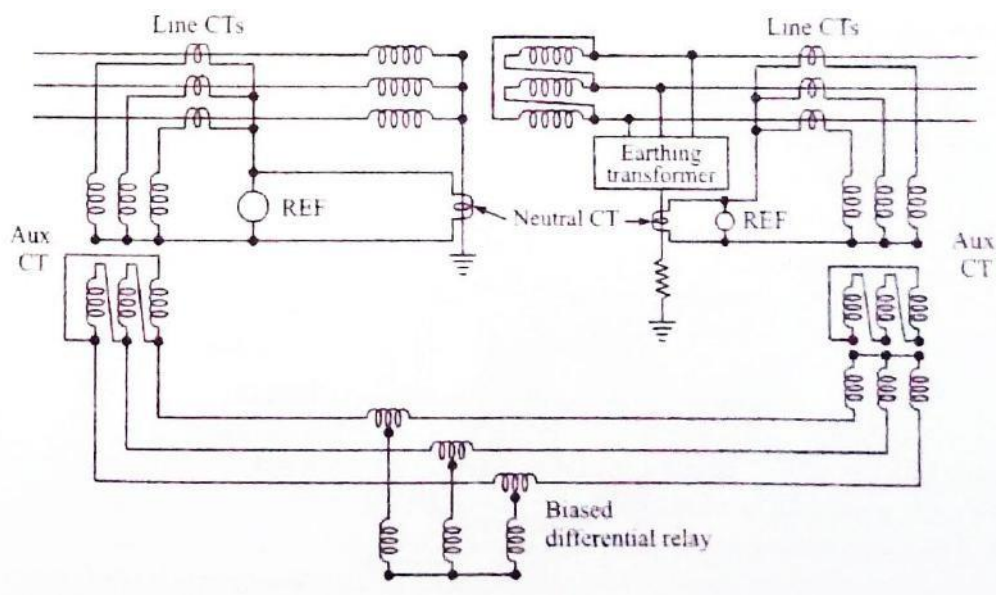 Line CTs
Line CTs
Earthing
transformer
REF
Neutral CT
REF
Aux
CT
Aux
CT
Biased
differential relay